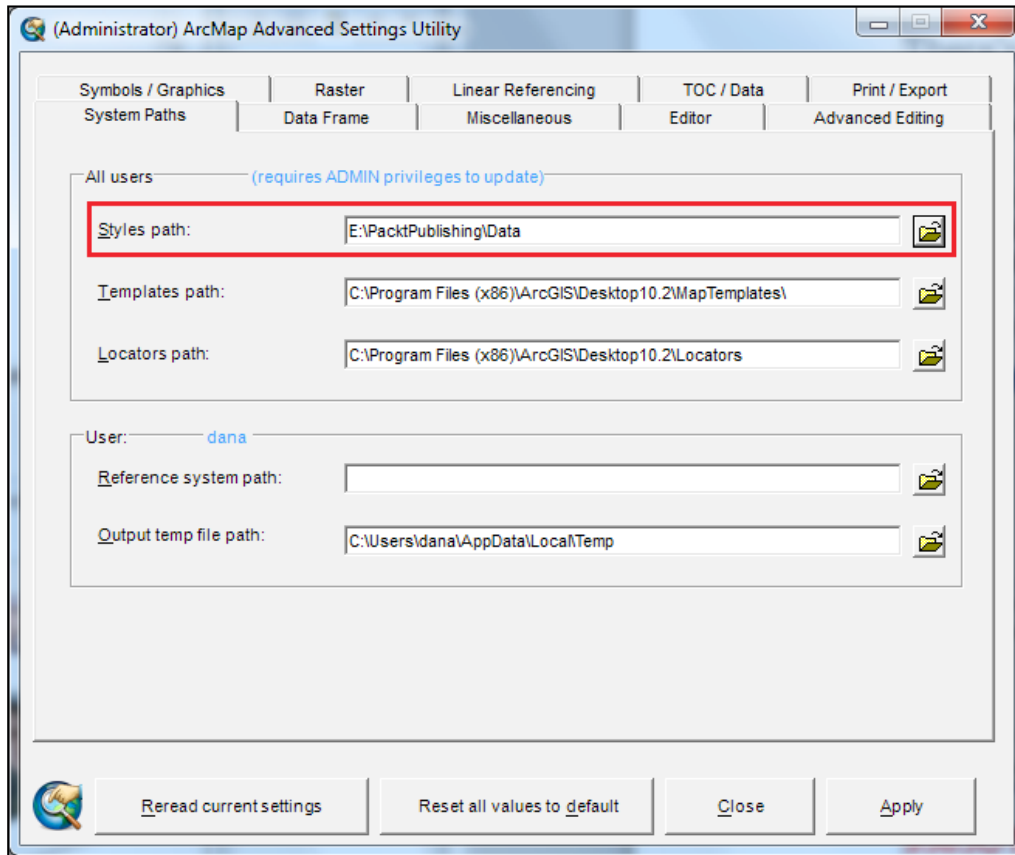 (Administrator) ArcMap Advanced Settings Utility
Symbols / Graphics Raster Linear Referencing TOC / Data Print / Export
System Paths Data Frame Miscellaneous Editor Advanced Editing
All users (requires ADMIN privileges to update)
Styles path: E:\PacktPublishing\Data
Templates path: C:\Program Files (x86)\ArcGIS\Desktop10.2\MapTemplates\
Locators path: C:\Program Files (x86)\ArcGIS\Desktop10.2\Locators
User: dana
Reference system path:
Output temp file path: C:\Users\dana\AppData\Local\Temp
Reread current settings Reset all values to default Close Apply